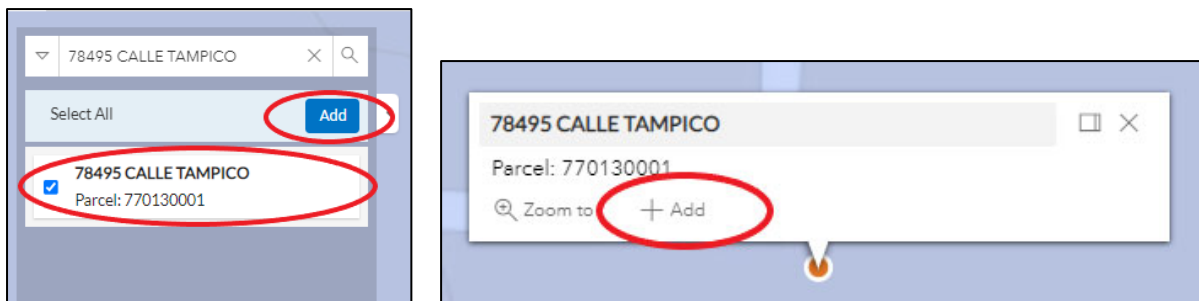 78495 CALLE TAMPICO
Select All Add
78495 CALLE TAMPICO
Parcel: 770130001
78495 CALLE TAMPICO
Parcel: 770130001
Zoom to + Add